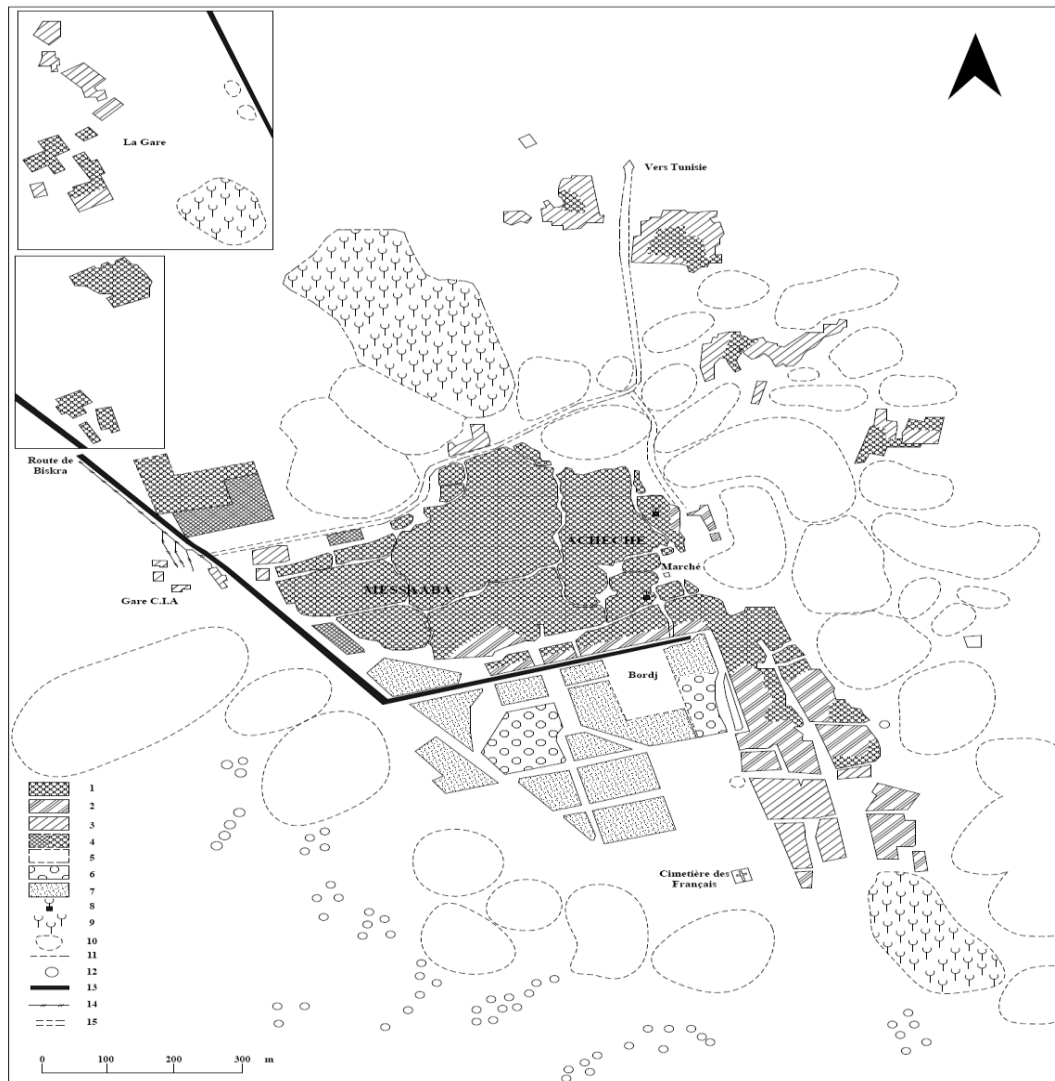 La Gare
Vers Tunisie
Route de
Biskra
ACHECHE
Marché
MESSAABA
Gare C.I.A
Bordj
Cimetière des
Français
1
2
3
4
5
6
7
8
9
10
11
12
13
14
15
0 100 200 300 m